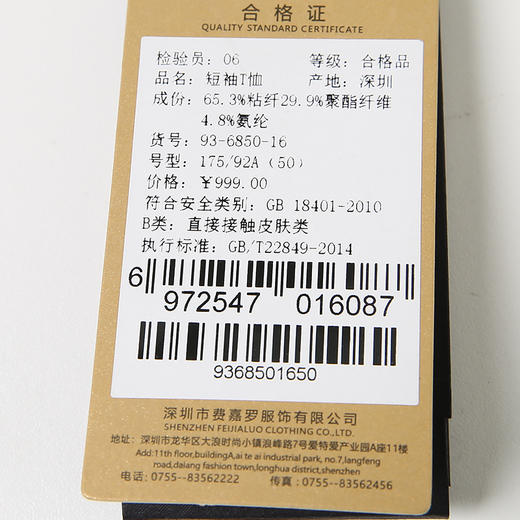 合格证
QUALITY STANDARD CERTIFICATE
检验员: 06 等级: 合格品
品名: 短袖T恤 产地: 深圳
成份: 65.3%粘纤29.9%聚酯纤维
4.8%氨纶
货号: 93-6850-16
号型: 175/92A (50)
价格: ￥999.00
符合安全类别: GB 18401-2010
B类: 直接接触皮肤类
执行标准: GB/T22849-2014
6 972547 016087
9368501650
深圳市费嘉罗服饰有限公司
SHENZHEN FEIJIALUO CLOTHING CO.,LTD.
地址: 深圳市龙华区大浪时尚小镇浪峰路7号爱特爱产业园A座11楼
Add:11th floor,buildingA,ai te ai industrial park, no.7,langfeng
road,dalang fashion town,longhua district,shenzhen
电话: 0755--83562222 传真: 0755--83562456